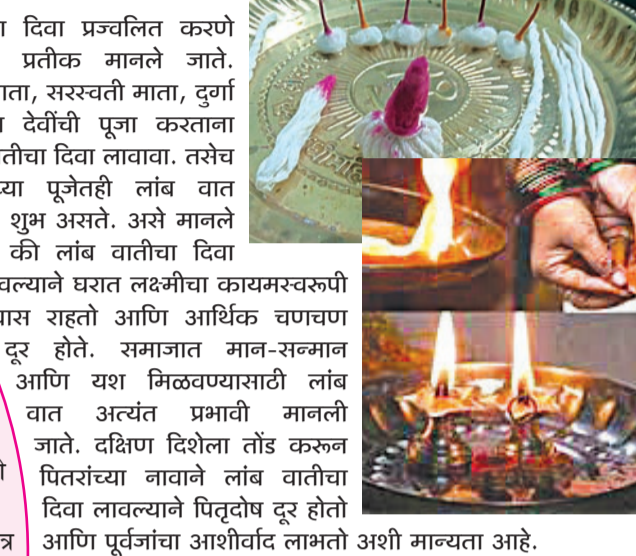 दिवा प्रज्वलित करणे
प्रतीक मानले जाते.
माता, सरस्वती माता, दुर्गा
देवींची पूजा करताना
वातीचा दिवा लावावा. तसेच
पूजेतही लांब वात
शुभ असते. असे मानले
की लांब वातीचा दिवा
लावल्याने घरात लक्ष्मीचा कायमस्वरूपी
वास राहतो आणि आर्थिक चणचण
दूर होते. समाजात मान-सन्मान
आणि यश मिळवण्यासाठी लांब
वात अत्यंत प्रभावी मानली
जाते. दक्षिण दिशेला तोंड करून
पितरांच्या नावाने लांब वातीचा
दिवा लावल्याने पितृदोष दूर होतो
आणि पूर्वजांचा आशीर्वाद लाभतो अशी मान्यता आहे.